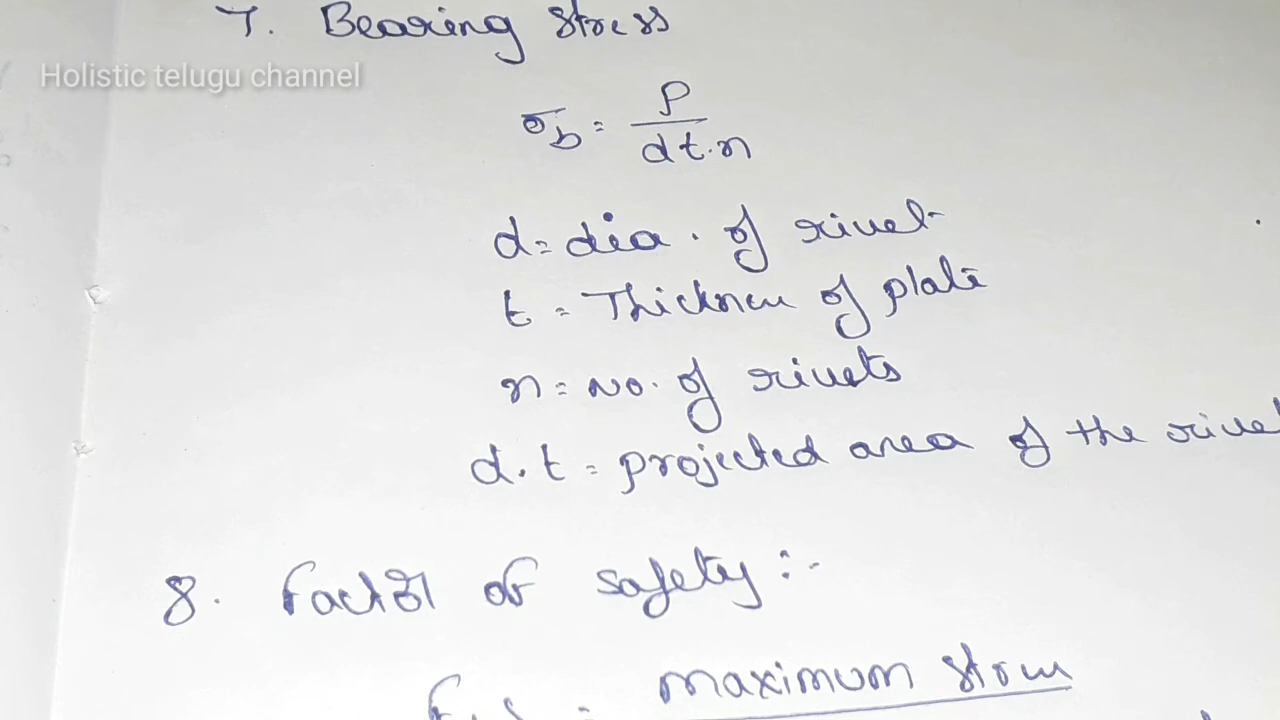 7. Bearing stress
Holistic telugu channel
σb = P / dt.n
d = dia. of rivet
t = Thickness of plate
n = No. of rivets
d.t = projected area of the rivet
8. Factor of safety :-
F.S = maximum stress